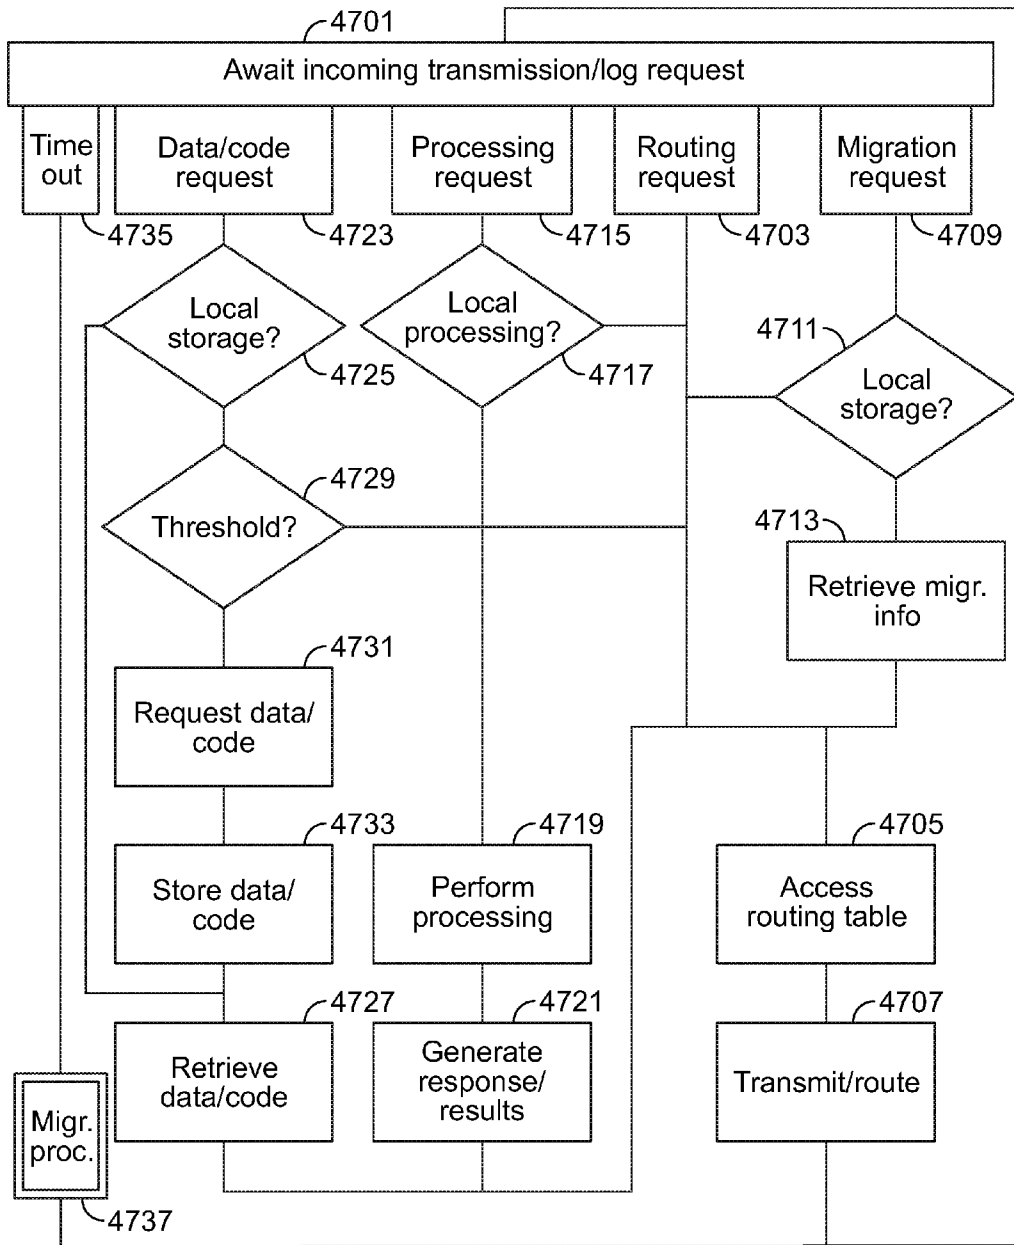 4701
Await incoming transmission/log request
Time
out
Data/code
request
Processing
request
Routing
request
Migration
request
4735
4723
4715
4703
4709
Local
storage?
4725
Local
processing?
4717
4711
Local
storage?
4729
Threshold?
4713
Retrieve migr.
info
4731
Request data/
code
4733
Store data/
code
4719
Perform
processing
4705
Access
routing table
4727
Retrieve
data/code
4721
Generate
response/
results
4707
Transmit/route
Migr.
proc.
4737